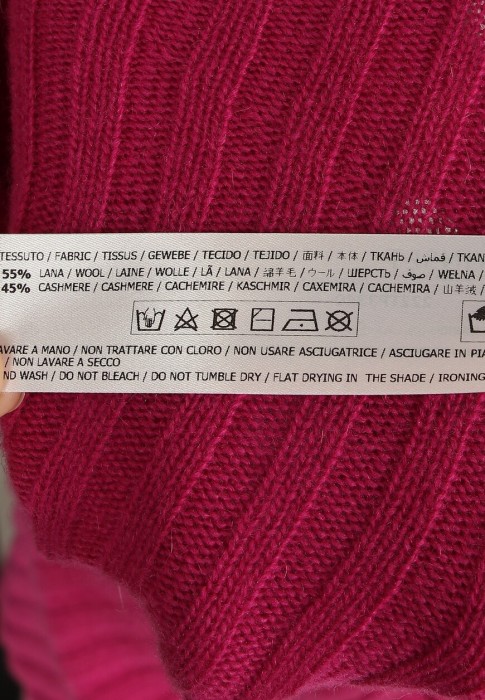 TESSUTO / FABRIC / TISSUS / GEWEBE / TECIDO / TEJIDO / 面料 / 本体 / ТКАНЬ / قماش / TKAN
55% LANA / WOOL / LAINE / WOLLE / LÃ / LANA / 绵羊毛 / ウール / ШЕРСТЬ / صوف / WEŁNA /
45% CASHMERE / CASHMERE / CACHEMIRE / KASCHMIR / CAXEMIRA / CACHEMIRA / 山羊绒 /
AVARE A MANO / NON TRATTARE CON CLORO / NON USARE ASCIUGATRICE / ASCIUGARE IN PIA
/ NON LAVARE A SECCO
ND WASH / DO NOT BLEACH / DO NOT TUMBLE DRY / FLAT DRYING IN THE SHADE / IRONING